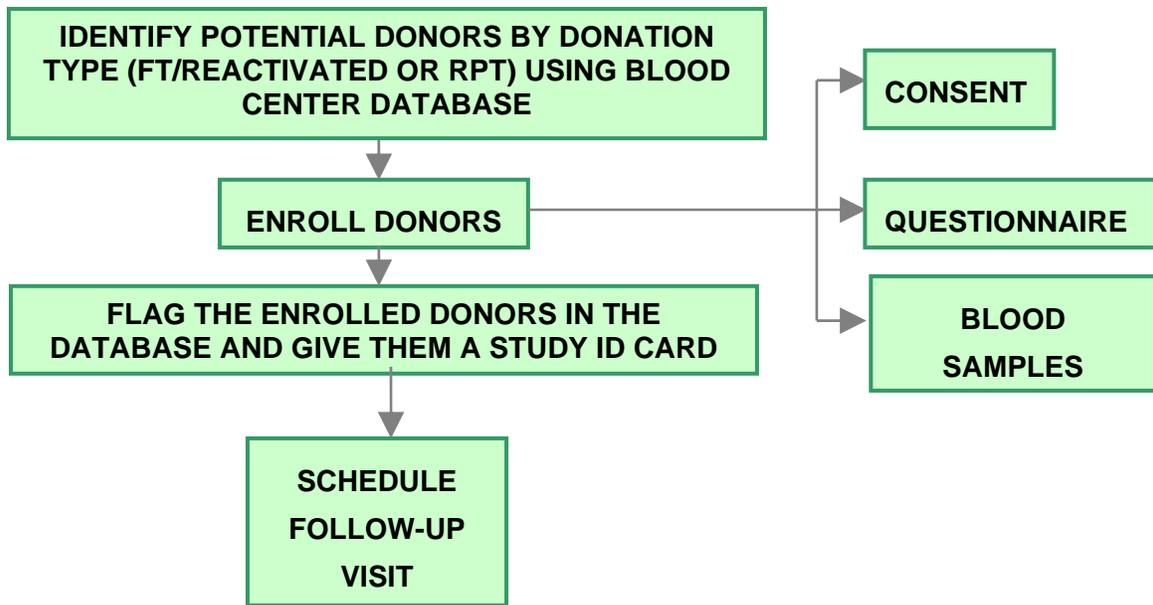 IDENTIFY POTENTIAL DONORS BY DONATION
TYPE (FT/REACTIVATED OR RPT) USING BLOOD
CENTER DATABASE
CONSENT
ENROLL DONORS
QUESTIONNAIRE
FLAG THE ENROLLED DONORS IN THE
DATABASE AND GIVE THEM A STUDY ID CARD
BLOOD
SAMPLES
SCHEDULE
FOLLOW-UP
VISIT